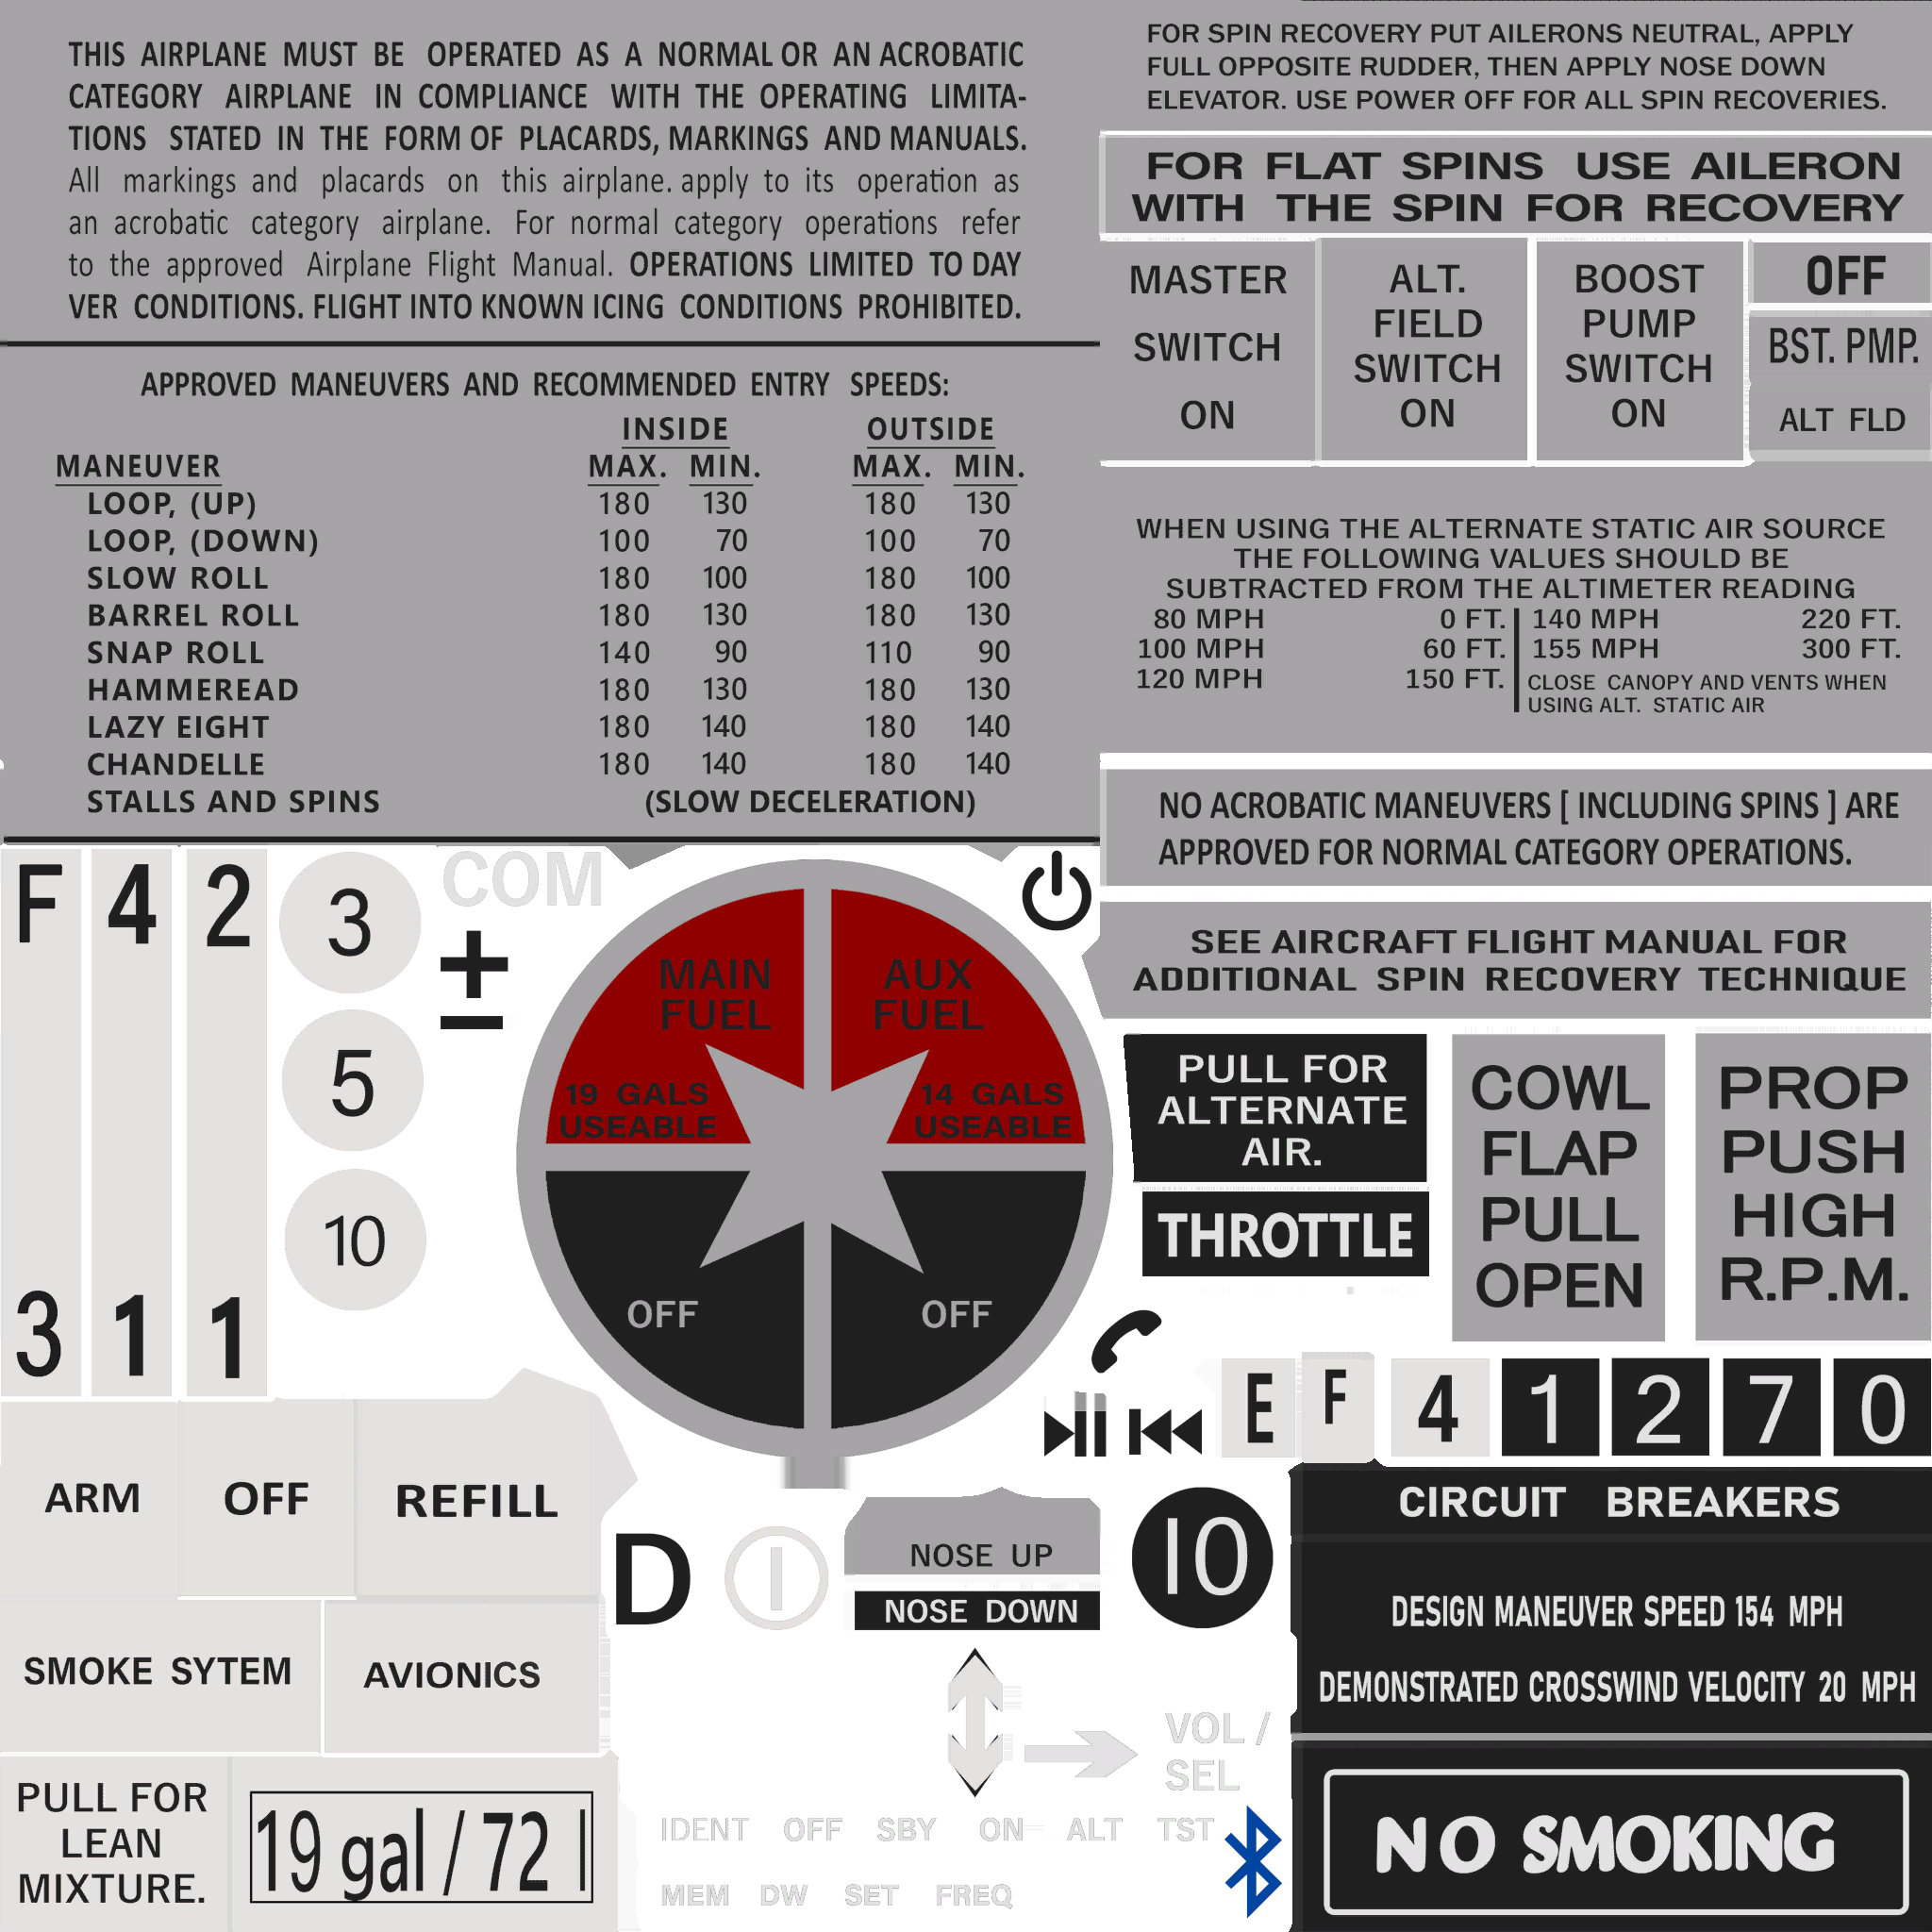 THIS AIRPLANE MUST BE OPERATED AS A NORMAL OR AN ACROBATIC
CATEGORY AIRPLANE IN COMPLIANCE WITH THE OPERATING LIMITA-
TIONS STATED IN THE FORM OF PLACARDS, MARKINGS AND MANUALS.
All markings and placards on this airplane. apply to its operation as
an acrobatic category airplane. For normal category operations refer
to the approved Airplane Flight Manual. OPERATIONS LIMITED TO DAY
VER CONDITIONS. FLIGHT INTO KNOWN ICING CONDITIONS PROHIBITED.
APPROVED MANEUVERS AND RECOMMENDED ENTRY SPEEDS:
INSIDE OUTSIDE
MANEUVER MAX. MIN. MAX. MIN.
LOOP, (UP) 180 130 180 130
LOOP, (DOWN) 100 70 100 70
SLOW ROLL 180 100 180 100
BARREL ROLL 180 130 180 130
SNAP ROLL 140 90 110 90
HAMMEREAD 180 130 180 130
LAZY EIGHT 180 140 180 140
CHANDELLE 180 140 180 140
STALLS AND SPINS (SLOW DECELERATION)
FOR SPIN RECOVERY PUT AILERONS NEUTRAL, APPLY
FULL OPPOSITE RUDDER, THEN APPLY NOSE DOWN
ELEVATOR. USE POWER OFF FOR ALL SPIN RECOVERIES.
FOR FLAT SPINS USE AILERON
WITH THE SPIN FOR RECOVERY
MASTER
SWITCH
ON
ALT.
FIELD
SWITCH
ON
BOOST
PUMP
SWITCH
ON
OFF
BST. PMP.
ALT FLD
WHEN USING THE ALTERNATE STATIC AIR SOURCE
THE FOLLOWING VALUES SHOULD BE
SUBTRACTED FROM THE ALTIMETER READING
80 MPH 0 FT. 140 MPH 220 FT.
100 MPH 60 FT. 155 MPH 300 FT.
120 MPH 150 FT. CLOSE CANOPY AND VENTS WHEN
USING ALT. STATIC AIR
NO ACROBATIC MANEUVERS [ INCLUDING SPINS ] ARE
APPROVED FOR NORMAL CATEGORY OPERATIONS.
SEE AIRCRAFT FLIGHT MANUAL FOR
ADDITIONAL SPIN RECOVERY TECHNIQUE
F 4 2
3 1 1
3
5
10
COM
±
–
MAIN
FUEL
19 GALS
USEABLE
AUX
FUEL
14 GALS
USEABLE
OFF
OFF
PULL FOR
ALTERNATE
AIR.
THROTTLE
COWL
FLAP
PULL
OPEN
PROP
PUSH
HIGH
R.P.M.
E F 4 1 2 7 0
ARM OFF REFILL
SMOKE SYTEM AVIONICS
PULL FOR
LEAN
MIXTURE.
19 gal / 72 l
D
1
NOSE UP
NOSE DOWN
10
VOL /
SEL
IDENT OFF SBY ON ALT TST
MEM DW SET FREQ
CIRCUIT BREAKERS
DESIGN MANEUVER SPEED 154 MPH
DEMONSTRATED CROSSWIND VELOCITY 20 MPH
NO SMOKING